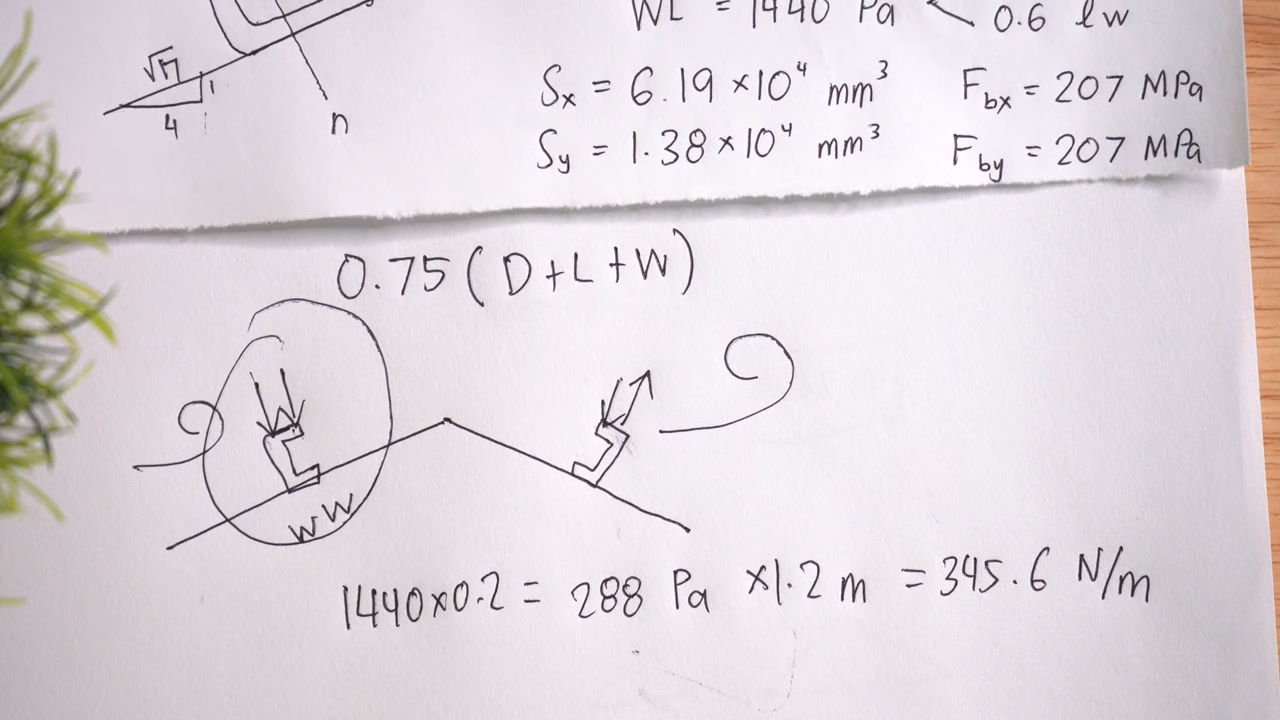 WL = 1440 Pa
0.6 lw
√17
1
4
n
Sx = 6.19 ×10⁴ mm³ Fbx = 207 MPa
Sy = 1.38 ×10⁴ mm³ Fby = 207 MPa
0.75 (D+L+W)
WW
1440×0.2 = 288 Pa ×1.2 m = 345.6 N/m